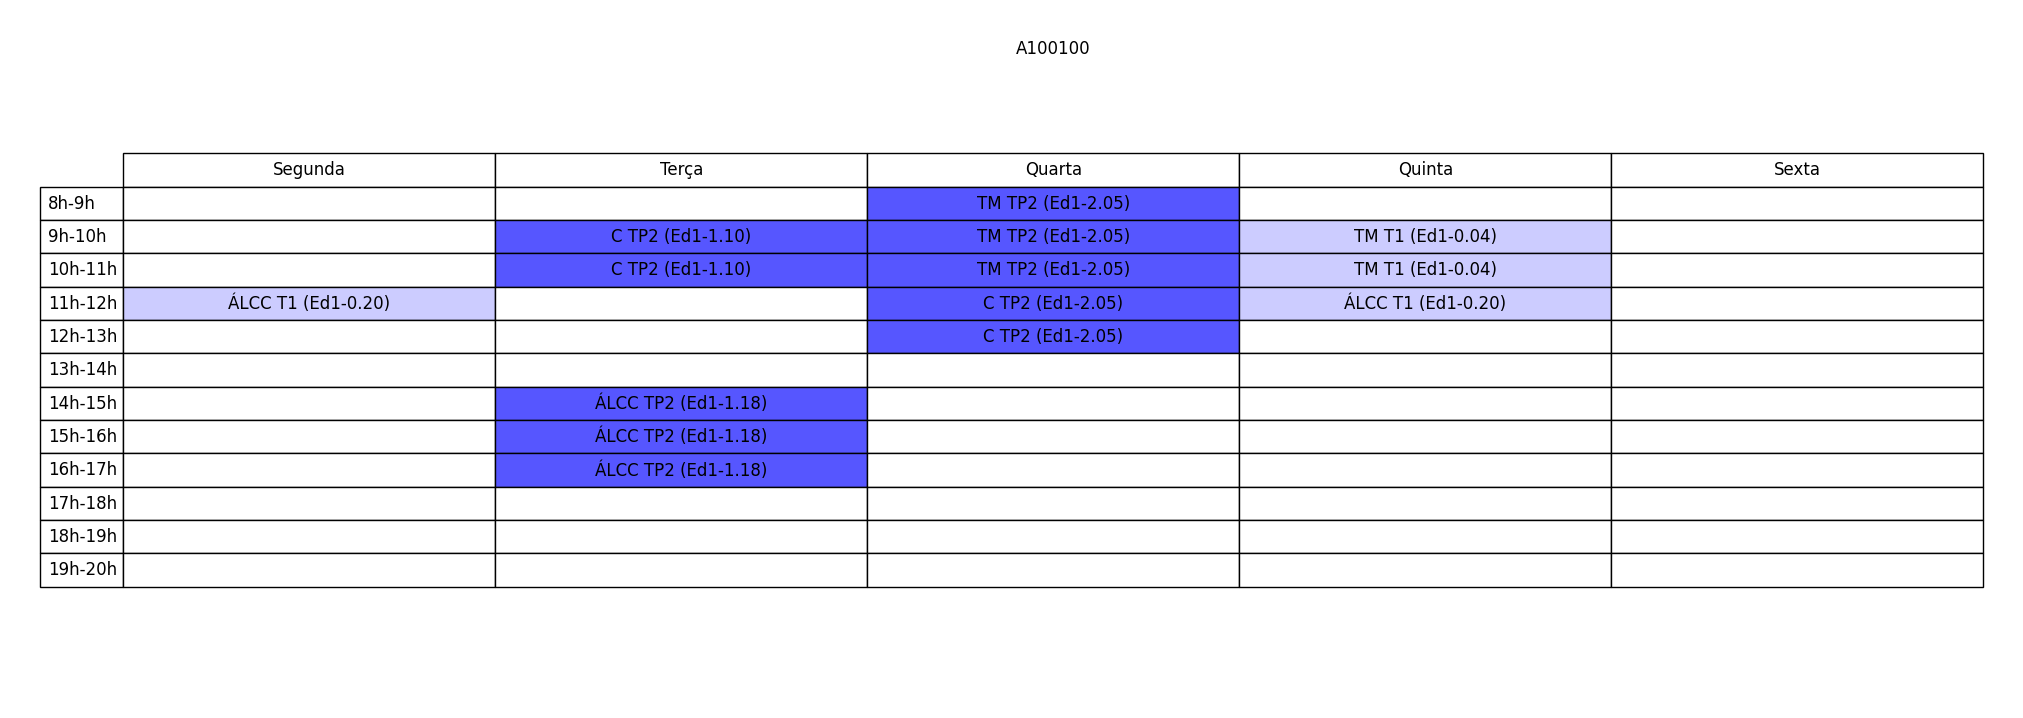 A100100
Segunda Terça Quarta Quinta Sexta
8h-9h TM TP2 (Ed1-2.05)
9h-10h C TP2 (Ed1-1.10) TM TP2 (Ed1-2.05) TM T1 (Ed1-0.04)
10h-11h C TP2 (Ed1-1.10) TM TP2 (Ed1-2.05) TM T1 (Ed1-0.04)
11h-12h ÁLCC T1 (Ed1-0.20) C TP2 (Ed1-2.05) ÁLCC T1 (Ed1-0.20)
12h-13h C TP2 (Ed1-2.05)
13h-14h
14h-15h ÁLCC TP2 (Ed1-1.18)
15h-16h ÁLCC TP2 (Ed1-1.18)
16h-17h ÁLCC TP2 (Ed1-1.18)
17h-18h
18h-19h
19h-20h